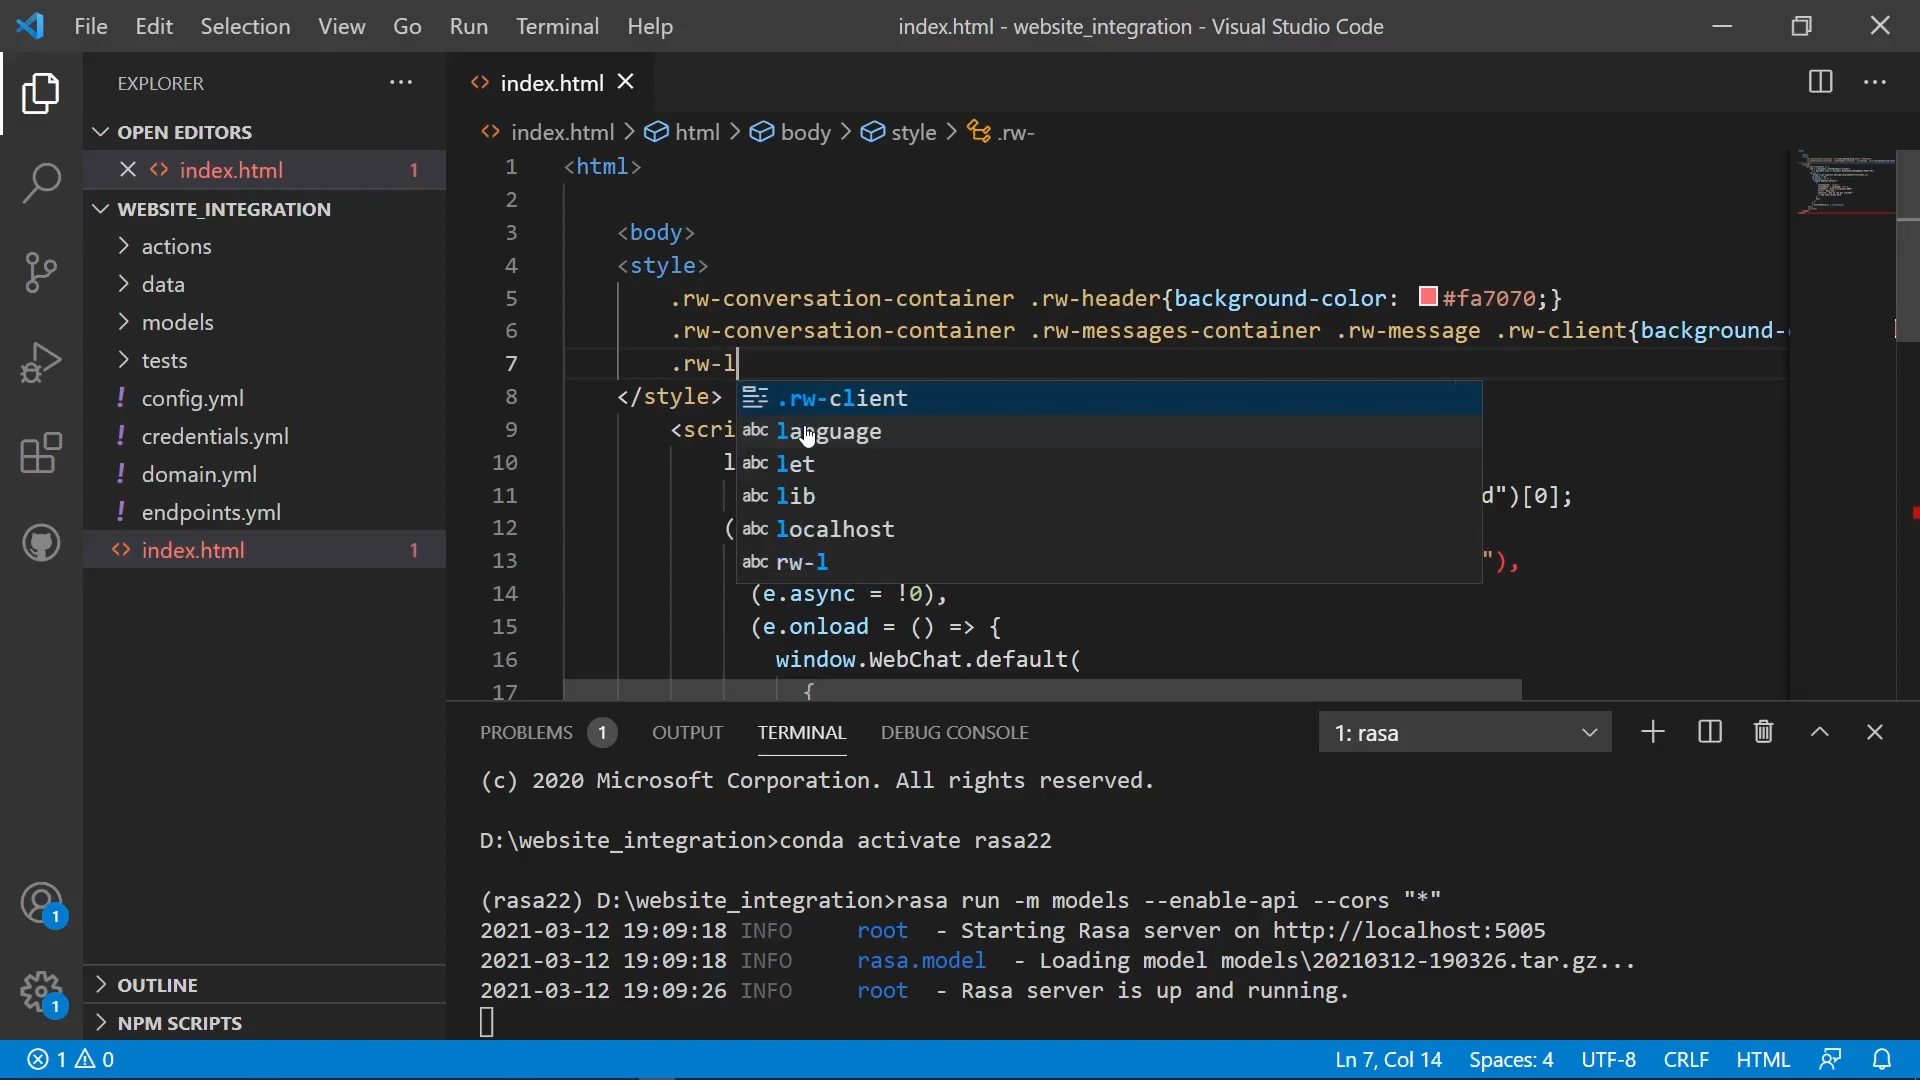 File Edit Selection View Go Run Terminal Help
index.html - website_integration - Visual Studio Code
EXPLORER
OPEN EDITORS
index.html 1
WEBSITE_INTEGRATION
actions
data
models
tests
! config.yml
! credentials.yml
! domain.yml
! endpoints.yml
<> index.html 1
OUTLINE
NPM SCRIPTS
<> index.html
<> index.html > html > body > style > .rw-
1 <html>
2
3 <body>
4 <style>
5 .rw-conversation-container .rw-header{background-color: #fa7070;}
6 .rw-conversation-container .rw-messages-container .rw-message .rw-client{background-
7 .rw-l
8 </style>
9 <scri
10 l
11 d")[0];
12 (
13 "),
14 (e.async = !0),
15 (e.onload = () => {
16 window.WebChat.default(
17 {
.rw-client
abc language
abc let
abc lib
abc localhost
abc rw-l
PROBLEMS 1 OUTPUT TERMINAL DEBUG CONSOLE 1: rasa
(c) 2020 Microsoft Corporation. All rights reserved.
D:\website_integration>conda activate rasa22
(rasa22) D:\website_integration>rasa run -m models --enable-api --cors "*"
2021-03-12 19:09:18 INFO root - Starting Rasa server on http://localhost:5005
2021-03-12 19:09:18 INFO rasa.model - Loading model models\20210312-190326.tar.gz...
2021-03-12 19:09:26 INFO root - Rasa server is up and running.
1
1
1 0 Ln 7, Col 14 Spaces: 4 UTF-8 CRLF HTML